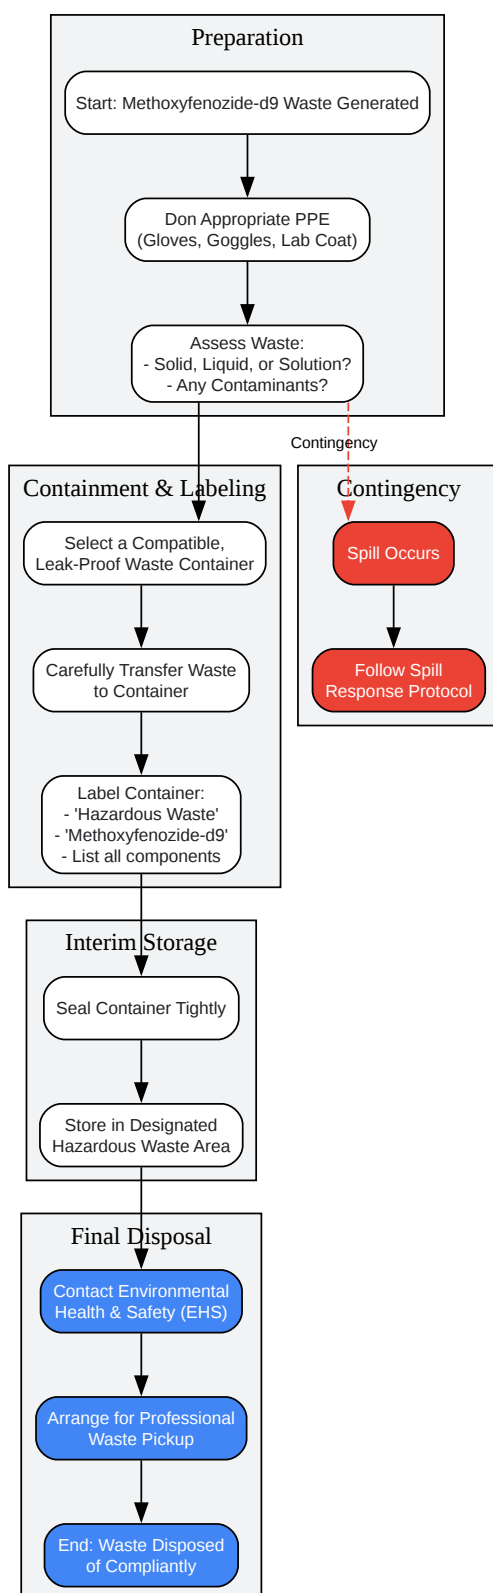 Preparation
Start: Methoxyfenozide-d9 Waste Generated
Don Appropriate PPE
(Gloves, Goggles, Lab Coat)
Assess Waste:
- Solid, Liquid, or Solution?
- Any Contaminants?
Contingency
Containment & Labeling
Select a Compatible,
Leak-Proof Waste Container
Carefully Transfer Waste
to Container
Label Container:
- 'Hazardous Waste'
- 'Methoxyfenozide-d9'
- List all components
Contingency
Spill Occurs
Follow Spill
Response Protocol
Interim Storage
Seal Container Tightly
Store in Designated
Hazardous Waste Area
Final Disposal
Contact Environmental
Health & Safety (EHS)
Arrange for Professional
Waste Pickup
End: Waste Disposed
of Compliantly